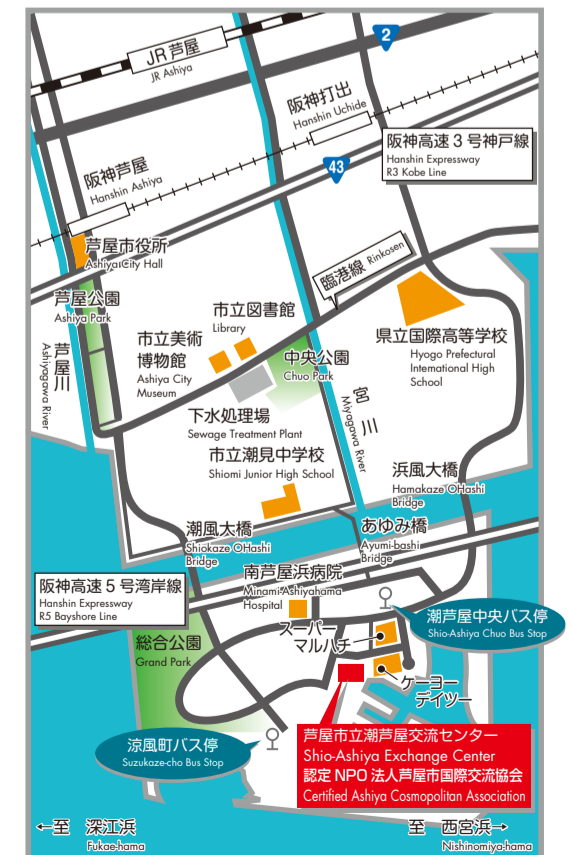 2
JR 芦屋
JR Ashiya
阪神打出
Hanshin Uchide
阪神高速３号神戸線
Hanshin Expressway
R3 Kobe Line
43
阪神芦屋
Hanshin Ashiya
芦屋市役所
Ashiya City Hall
芦屋公園
Ashiya Park
臨港線 Rinkosen
市立図書館
Library
市立美術
博物館
Ashiya City
Museum
中央公園
Chuo Park
県立国際高等学校
Hyogo Prefectural
International High
School
芦屋川
Ashiyagawa River
宮川
Miyagawa River
下水処理場
Sewage Treatment Plant
市立潮見中学校
Shiomi Junior High School
浜風大橋
Hamakaze OHashi
Bridge
潮風大橋
Shiokaze OHashi
Bridge
あゆみ橋
Ayumi-bashi
Bridge
阪神高速５号湾岸線
Hanshin Expressway
R5 Bayshore Line
南芦屋浜病院
Minami Ashiyahama
Hospital
潮芦屋中央バス停
Shio-Ashiya Chuo Bus Stop
スーパー
マルハチ
総合公園
Grand Park
ケーヨー
デイツー
涼風町バス停
Suzukaze-cho Bus Stop
芦屋市立潮芦屋交流センター
Shio-Ashiya Exchange Center
認定 NPO 法人芦屋市国際交流協会
Certified Ashiya Cosmopolitan Association
←至 深江浜
Fukae-hama
至 西宮浜→
Nishinomiya-hama